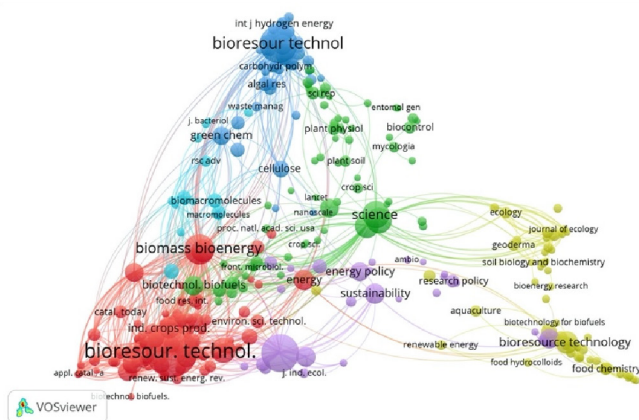 int j hydrogen energy
bioresour technol
carbohydr polym
algal res
sci rep
waste manag
entomol gen
j. bacteriol
plant physiol
biocontrol
green chem
mycologia
rsc adv
plant soil
cellulose
crop sci
lancet
biomacromolecules
nanoscale
science
macromolecules
ecology
proc. natl. acad. sci. usa
journal of ecology
biomass bioenergy
crop sci.
geoderma
ambio
soil biology and biochemistry
front. microbiol.
energy policy
biotechnol. biofuels
energy
research policy
bioenergy research
food res. int.
sustainability
catal. today
aquaculture
environ. sci. technol.
biotechnology for biofuels
ind. crops prod.
bioresource technology
renewable energy
bioresour. technol.
food hydrocolloids
food chemistry
appl. catal. a
renew. sust. energ. rev.
j. ind. ecol.
biotechnol. biofuels.
VOSviewer